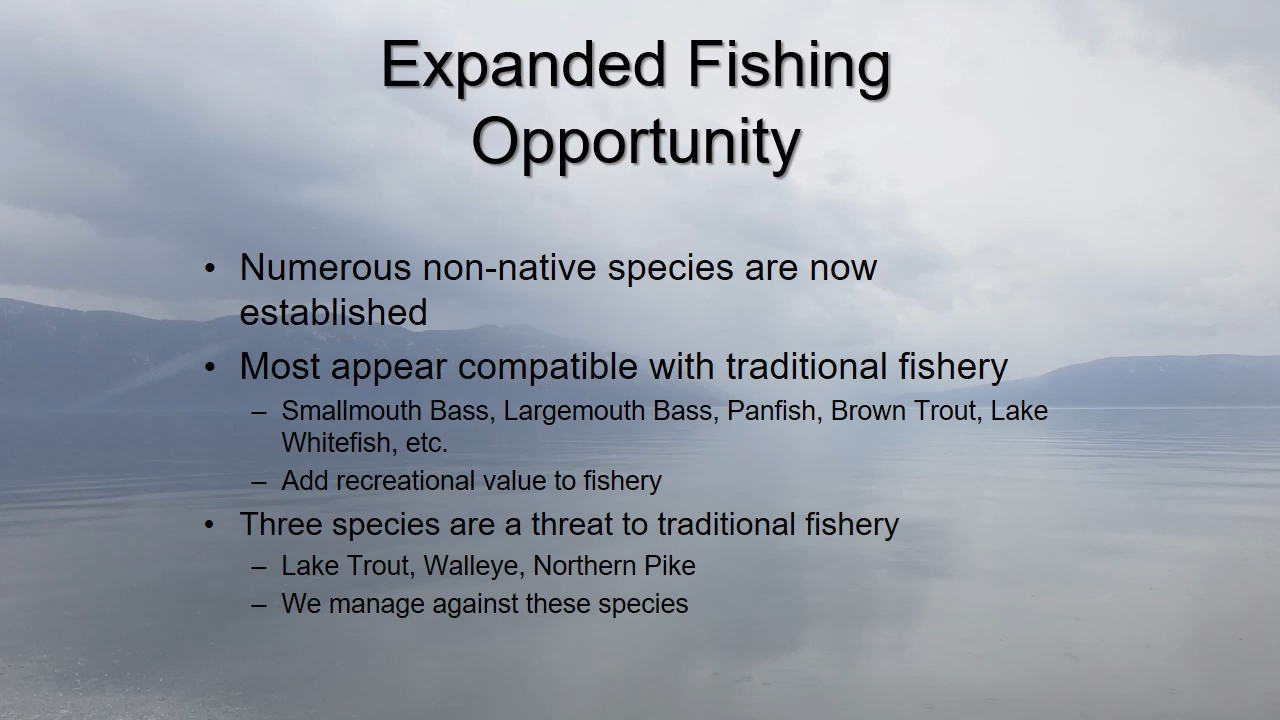 Expanded Fishing
Opportunity
• Numerous non-native species are now
established
• Most appear compatible with traditional fishery
– Smallmouth Bass, Largemouth Bass, Panfish, Brown Trout, Lake
Whitefish, etc.
– Add recreational value to fishery
• Three species are a threat to traditional fishery
– Lake Trout, Walleye, Northern Pike
– We manage against these species